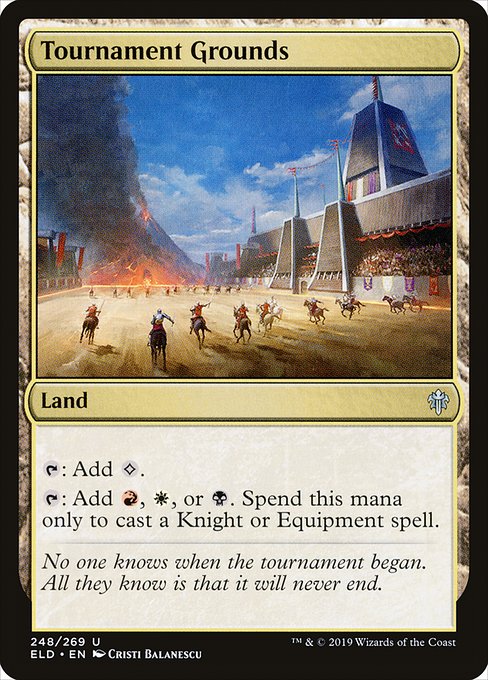 Tournament Grounds
Land
: Add .
: Add , , or . Spend this mana
only to cast a Knight or Equipment spell.
No one knows when the tournament began.
All they know is that it will never end.
248/269 U
ELD • EN Cristi Balanescu
™ & © 2019 Wizards of the Coast